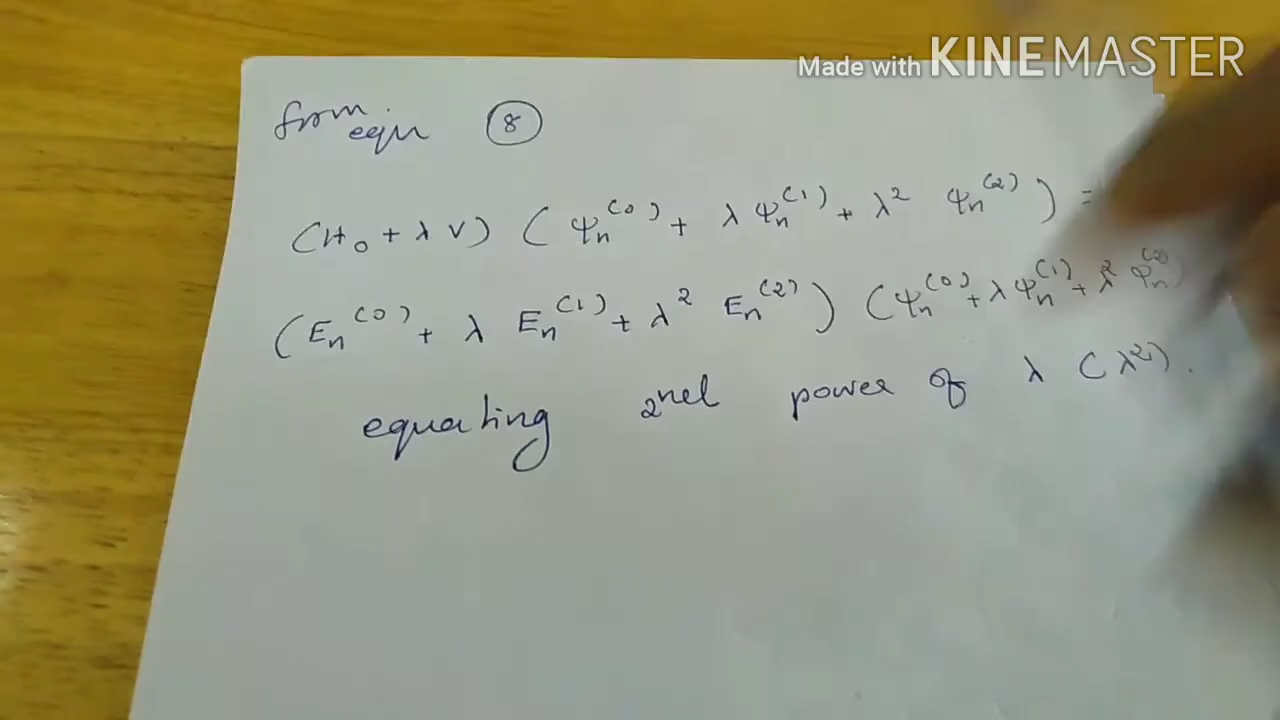 Made with KINEMASTER
from equn 8
(H₀ + λ V) ( ψₙ⁽⁰⁾ + λ ψₙ⁽¹⁾ + λ² ψₙ⁽²⁾ ) =
(Eₙ⁽⁰⁾ + λ Eₙ⁽¹⁾ + λ² Eₙ⁽²⁾ ) (ψₙ⁽⁰⁾ + λ ψₙ⁽¹⁾ + λ² ψₙ⁽²⁾)
equating 2nd power of λ (λ²).